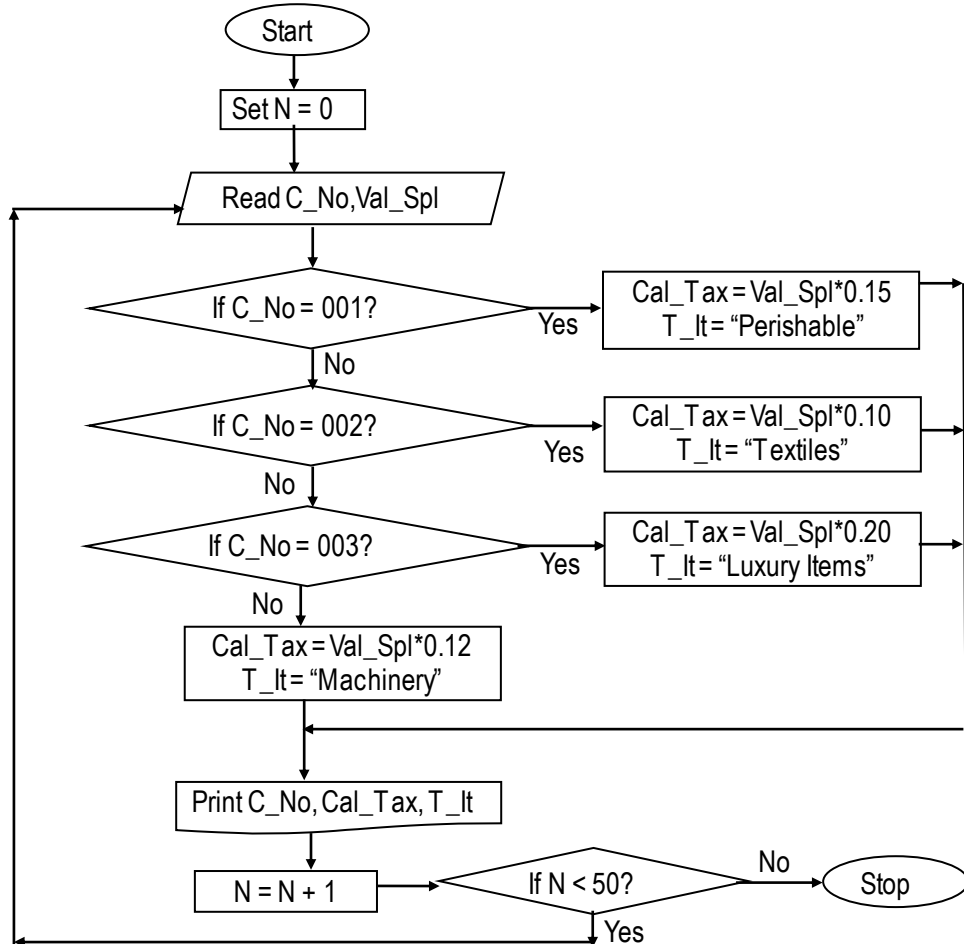 Start
Set N = 0
Read C_No,Val_Spl
If C_No = 001?
Yes
Cal_Tax = Val_Spl*0.15
T_It = “Perishable”
No
If C_No = 002?
Yes
Cal_Tax = Val_Spl*0.10
T_It = “Textiles”
No
If C_No = 003?
Yes
Cal_Tax = Val_Spl*0.20
T_It = “Luxury Items”
No
Cal_Tax = Val_Spl*0.12
T_It = “Machinery”
Print C_No, Cal_Tax, T_It
N = N + 1
If N < 50?
No
Stop
Yes